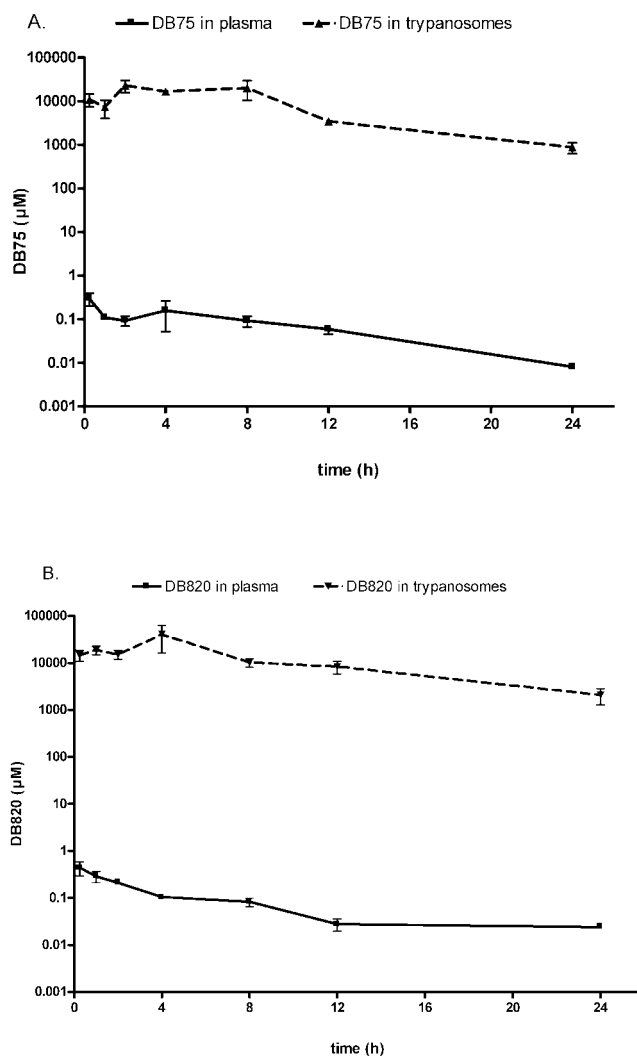 A.
DB75 in plasma DB75 in trypanosomes
100000
10000
1000
100
10
1
0.1
0.01
0.001
DB75 (µM)
0 4 8 12 16 20 24
time (h)
B.
DB820 in plasma DB820 in trypanosomes
100000
10000
1000
100
10
1
0.1
0.01
0.001
DB820 (µM)
0 4 8 12 16 20 24
time (h)